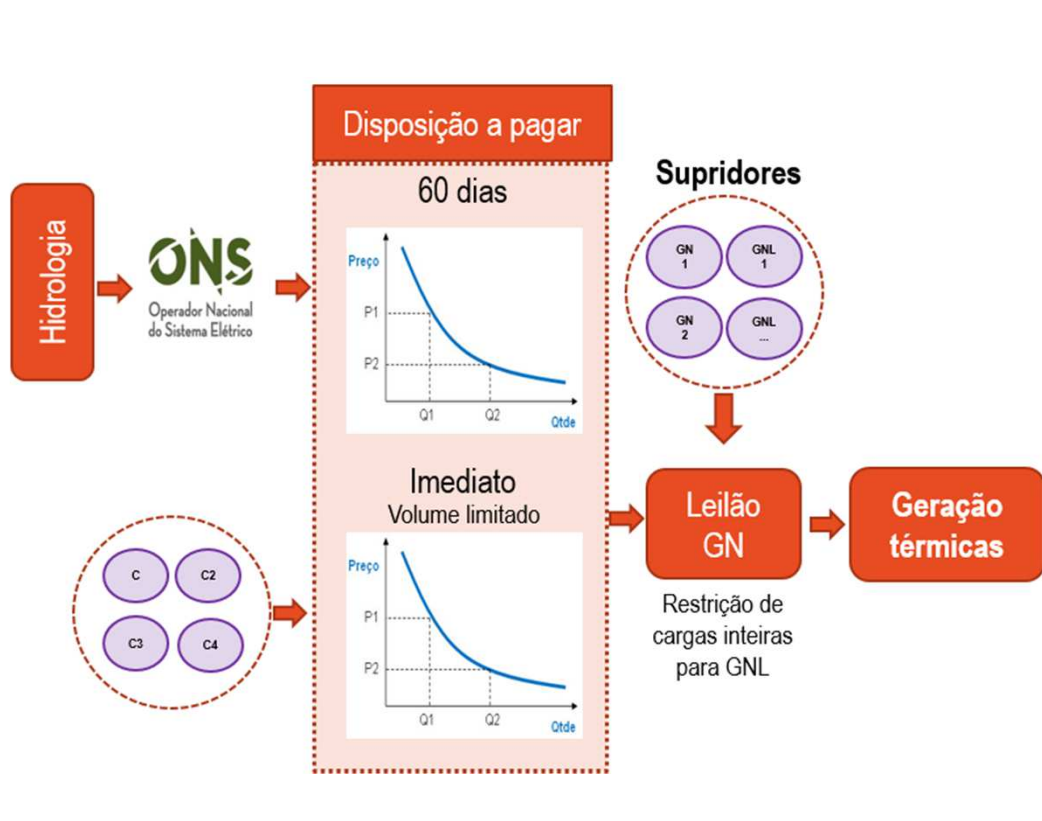 Disposição a pagar
Hidrologia
ONS
Operador Nacional
do Sistema Elétrico
60 dias
Preço
P1
P2
Q1
Q2
Qtde
Imediato
Volume limitado
Preço
P1
P2
Q1
Q2
Qtde
C
C2
C3
C4
Supridores
GN
1
GNL
1
GN
2
GNL
...
Leilão
GN
Restrição de
cargas inteiras
para GNL
Geração
térmicas